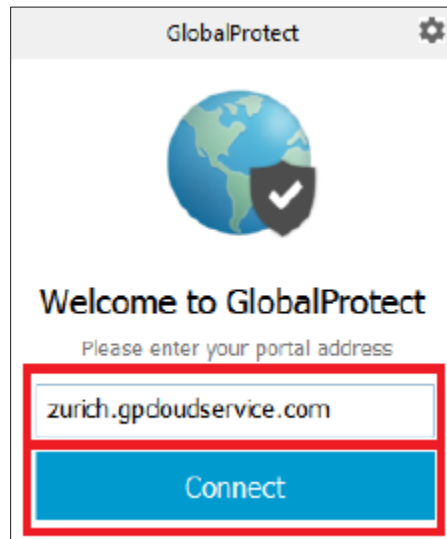 GlobalProtect
Welcome to GlobalProtect
Please enter your portal address
zurich.gpcloudservice.com
Connect